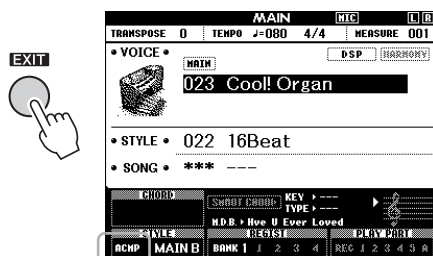 EXIT
MAIN MIC L R
TRANSPOSE 0 TEMPO ♩=080 4/4 MEASURE 001
• VOICE • DSP HARMONY
MAIN
023 Cool! Organ
• STYLE • 022 16Beat
• SONG • *** ---
CHORD
SMART CHORD KEY ▸ ---
TYPE ▸ ---
M.D.B. ▸ Hve U Ever Loved
STYLE REGIST PLAY PART
ACMP MAIN B BANK 1 1 2 3 4 REC 1 2 3 4 5 A